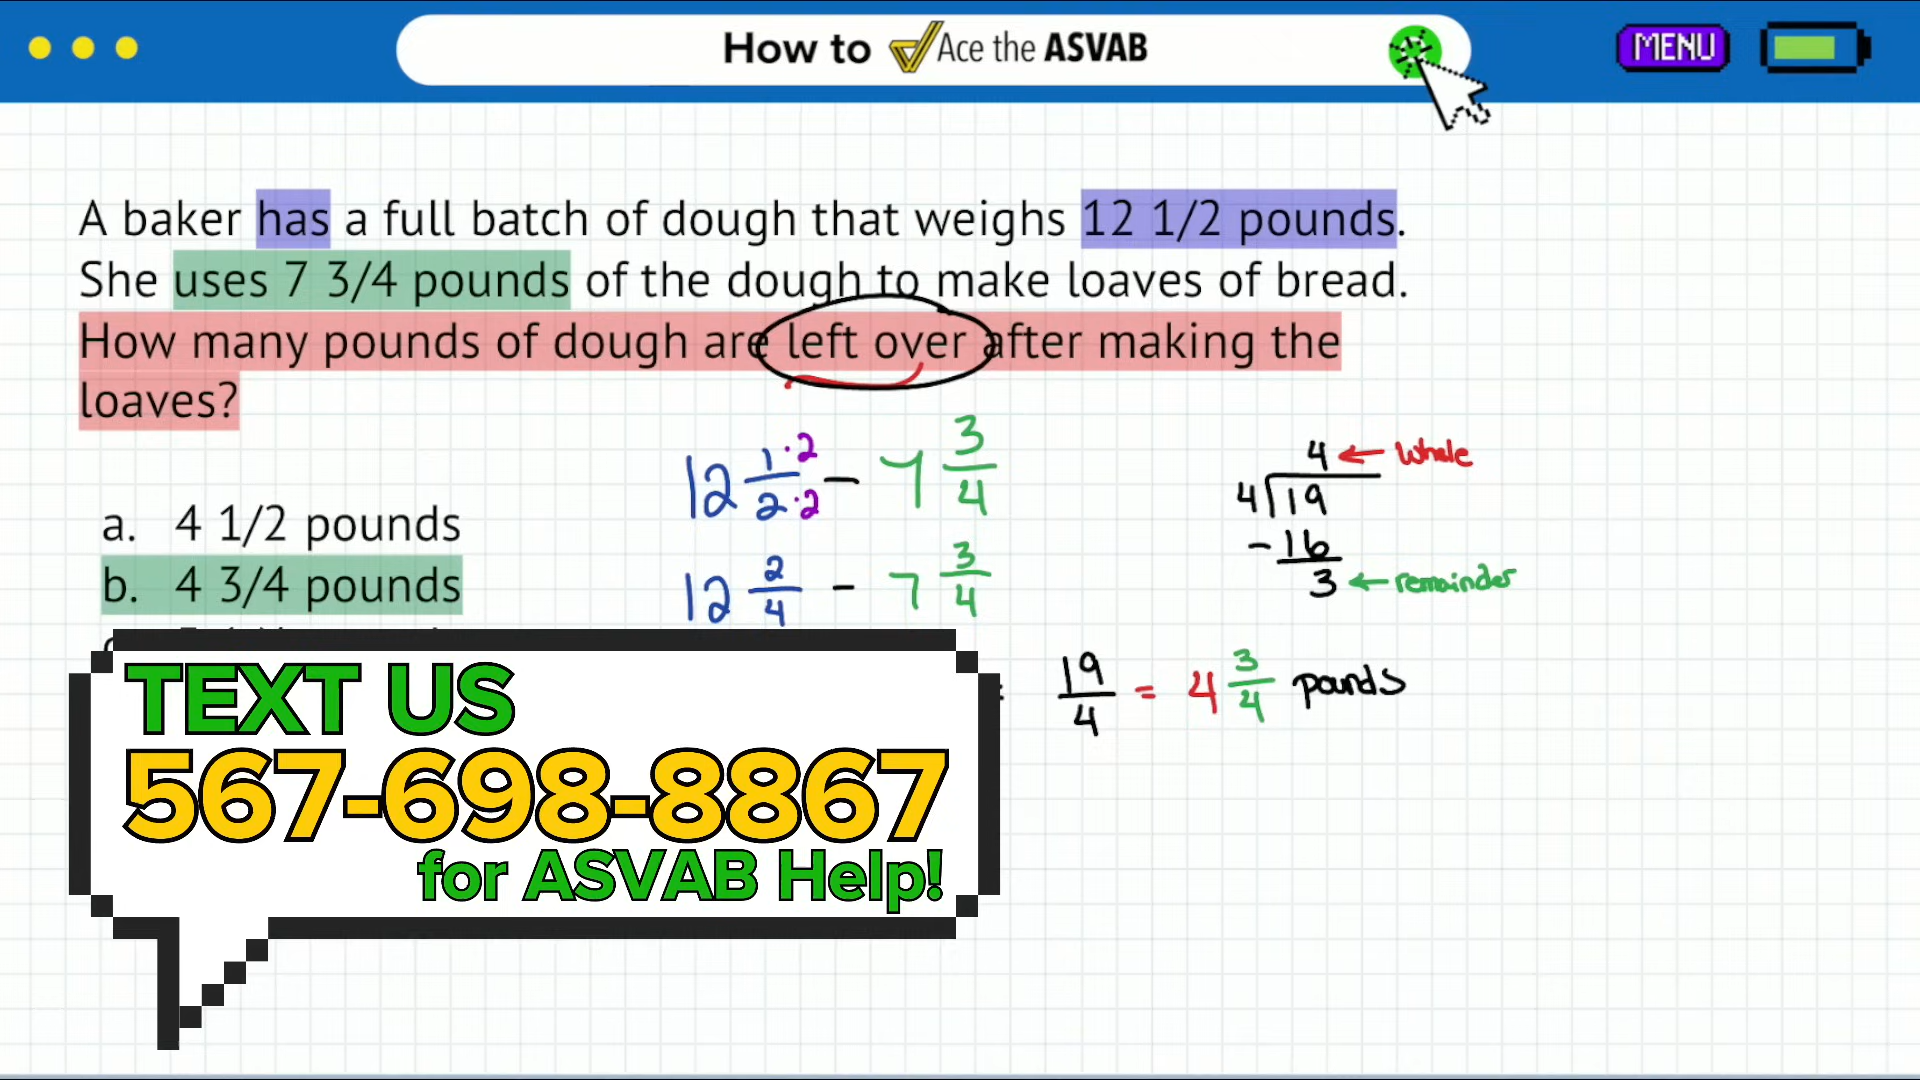 How to Ace the ASVAB
MENU
A baker has a full batch of dough that weighs 12 1/2 pounds.
She uses 7 3/4 pounds of the dough to make loaves of bread.
How many pounds of dough are left over after making the
loaves?
a. 4 1/2 pounds
b. 4 3/4 pounds
12 1·2/2·2 − 7 3/4
12 2/4 − 7 3/4
= 19/4 = 4 3/4 pounds
4 ← Whole
4 19
- 16
3 ← remainder
TEXT US
567-698-8867
for ASVAB Help!